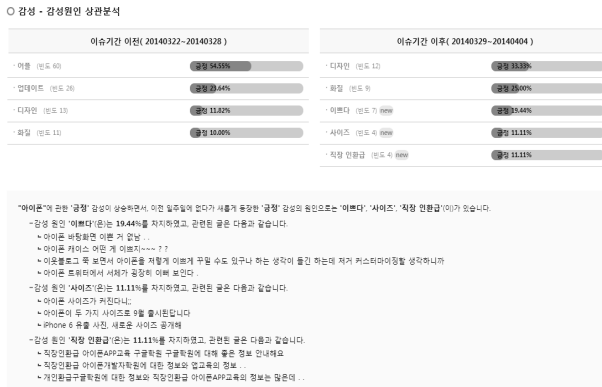 감성 - 감성원인 상관분석
이슈기간 이전( 20140322~20140328 )
· 어플 (빈도 60) 긍정 54.55%
· 업데이트 (빈도 26) 긍정 23.64%
· 디자인 (빈도 13) 긍정 11.82%
· 화질 (빈도 11) 긍정 10.00%
이슈기간 이후( 20140329~20140404 )
· 디자인 (빈도 12) 긍정 33.33%
· 화질 (빈도 9) 긍정 25.00%
· 이쁘다 (빈도 7) new 긍정 19.44%
· 사이즈 (빈도 4) new 긍정 11.11%
· 직장 인환급 (빈도 4) new 긍정 11.11%
"아이폰"에 관한 '긍정' 감성이 상승하면서, 이전 일주일에 없다가 새롭게 등장한 '긍정' 감성의 원인으로는 '이쁘다', '사이즈', '직장 인환급'(이)가 있습니다.
-감성 원인 '이쁘다'(은)는 19.44%를 차지하였고, 관련된 글은 다음과 같습니다.
아이폰 바탕화면 이쁜 거 없남 . .
아이폰 캐이스 어떤 게 이쁘지~~~ ? ?
이웃블로그 쭉 보면서 아이폰을 저렇게 이쁘게 꾸밀 수도 있구나 하는 생각이 들긴 하는데 저거 커스터마이징할 생각하니까
아이폰 트위터에서 서체가 굉장히 이뻐 보인다 .
-감성 원인 '사이즈'(은)는 11.11%를 차지하였고, 관련된 글은 다음과 같습니다.
아이폰 사이즈가 커진다니;;
아이폰이 두 가지 사이즈로 9월 출시된답니다
iPhone 6 유출 사진, 새로운 사이즈 공개해
-감성 원인 '직장 인환급'(은)는 11.11%를 차지하였고, 관련된 글은 다음과 같습니다.
직장인환급 아이폰APP교육 구글학원 구글학원에 대해 좋은 정보 안내해요
직장인환급 아이폰개발자학원에 대한 정보와 앱교육의 정보 . .
개인환급구글학원에 대한 정보와 직장인환급 아이폰APP교육의 정보는 많은데 . .